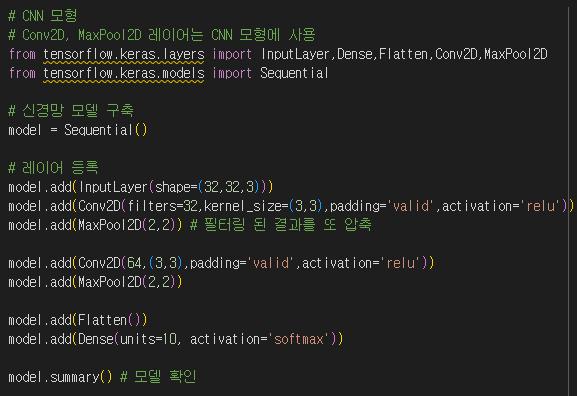 # CNN 모형
# Conv2D, MaxPool2D 레이어는 CNN 모형에 사용
from tensorflow.keras.layers import InputLayer,Dense,Flatten,Conv2D,MaxPool2D
from tensorflow.keras.models import Sequential
# 신경망 모델 구축
model = Sequential()
# 레이어 등록
model.add(InputLayer(shape=(32,32,3)))
model.add(Conv2D(filters=32,kernel_size=(3,3),padding='valid',activation='relu'))
model.add(MaxPool2D(2,2)) # 필터링 된 결과를 또 압축
model.add(Conv2D(64,(3,3),padding='valid',activation='relu'))
model.add(MaxPool2D(2,2))
model.add(Flatten())
model.add(Dense(units=10, activation='softmax'))
model.summary() # 모델 확인